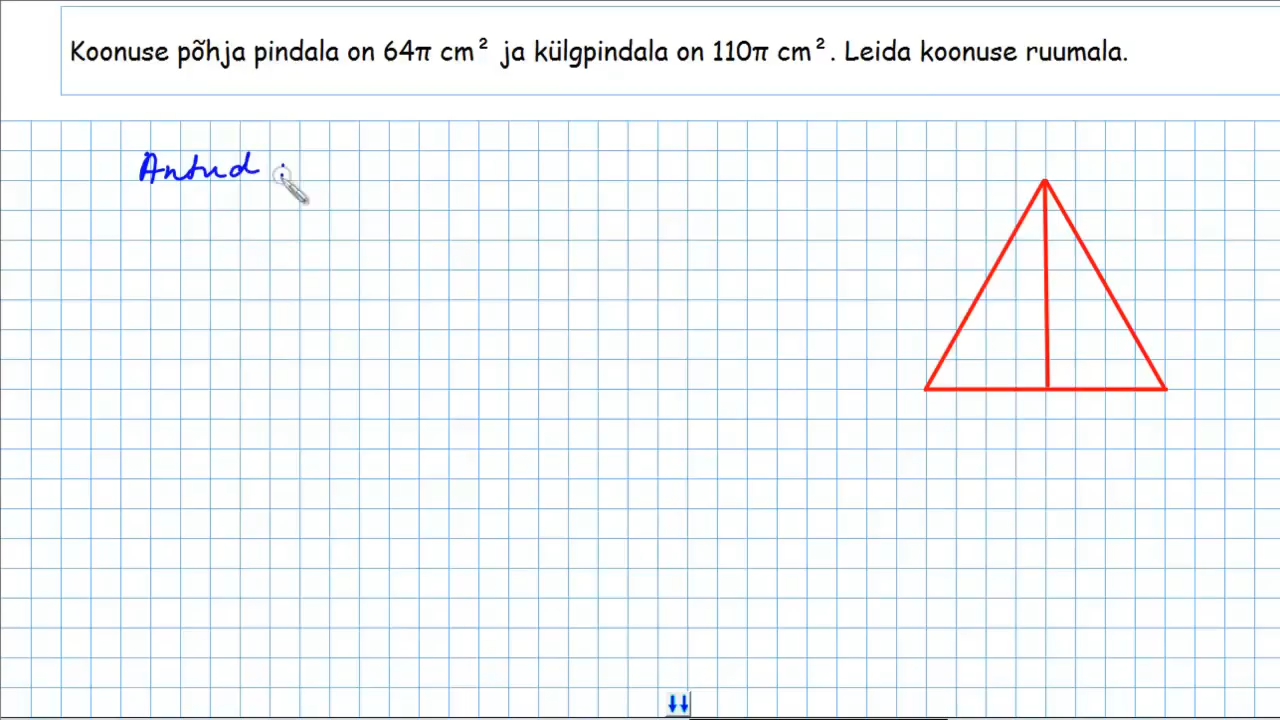 Koonuse põhja pindala on 64π cm² ja külgpindala on 110π cm². Leida koonuse ruumala.
Antud :